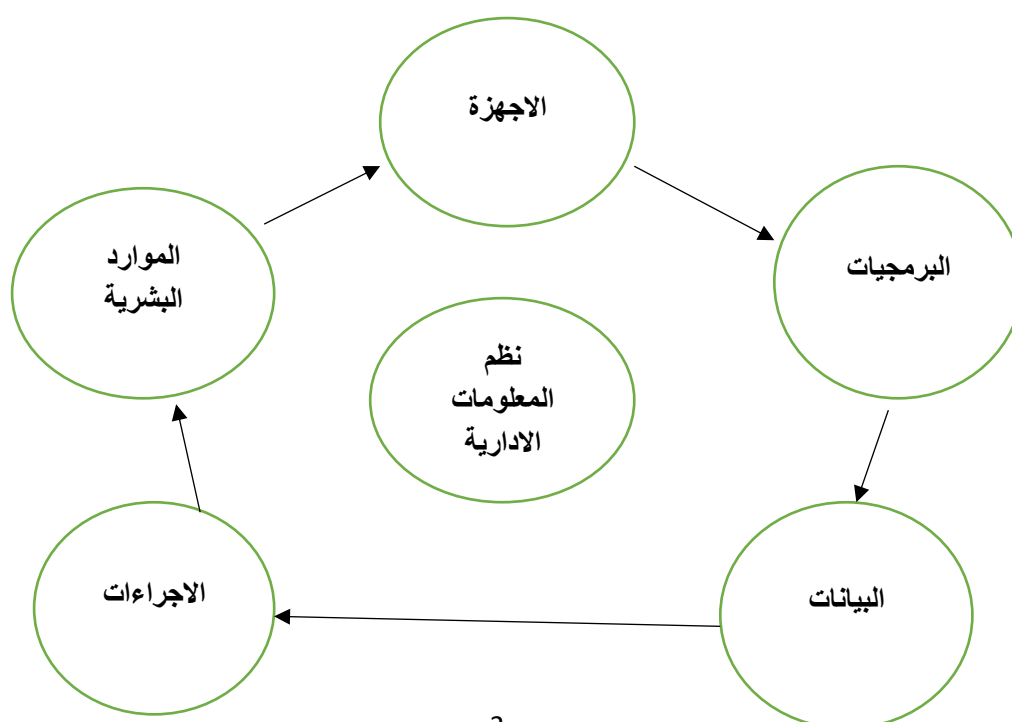 الاجهزة
البرمجيات
الموارد
البشرية
نظم
المعلومات
الادارية
البيانات
الاجراءات